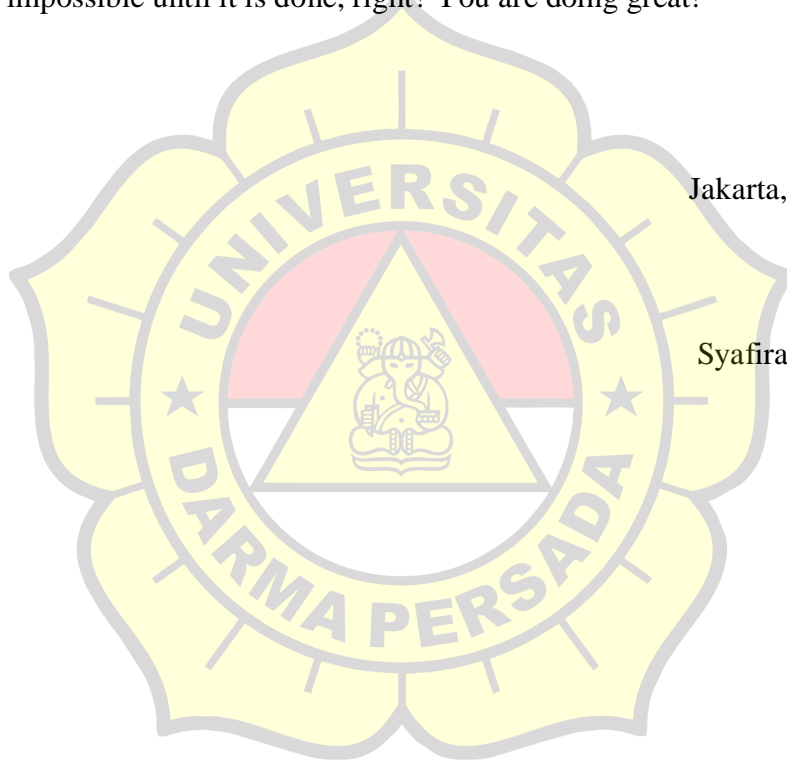 impossible until it is done, right? You are doing great!
Jakarta,
Syafira
UNIVERSITAS
DARMA PERSADA